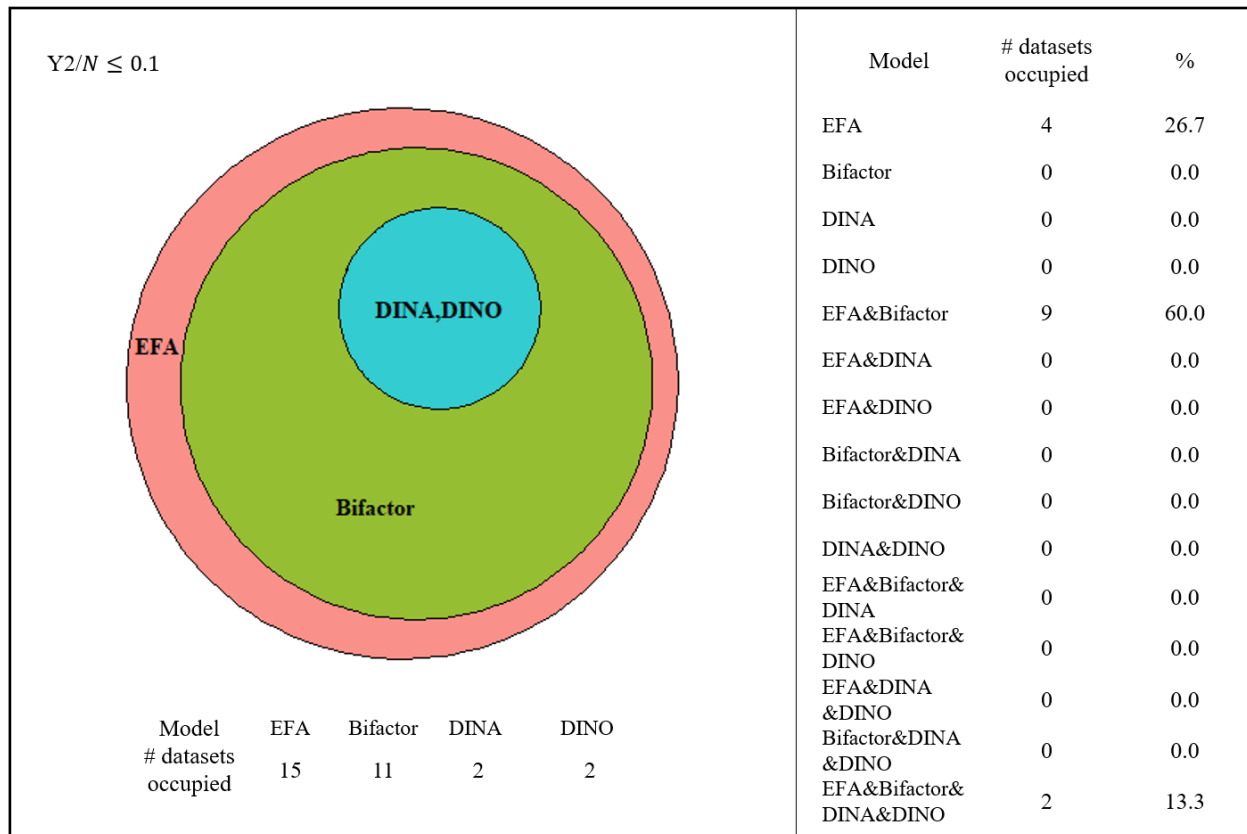 Y2/N ≤ 0.1
EFA
DINA,DINO
Bifactor
Model EFA Bifactor DINA DINO
# datasets
occupied 15 11 2 2
Model # datasets occupied %
EFA 4 26.7
Bifactor 0 0.0
DINA 0 0.0
DINO 0 0.0
EFA&Bifactor 9 60.0
EFA&DINA 0 0.0
EFA&DINO 0 0.0
Bifactor&DINA 0 0.0
Bifactor&DINO 0 0.0
DINA&DINO 0 0.0
EFA&Bifactor&
DINA 0 0.0
EFA&Bifactor&
DINO 0 0.0
EFA&DINA
&DINO 0 0.0
Bifactor&DINA
&DINO 0 0.0
EFA&Bifactor&
DINA&DINO 2 13.3